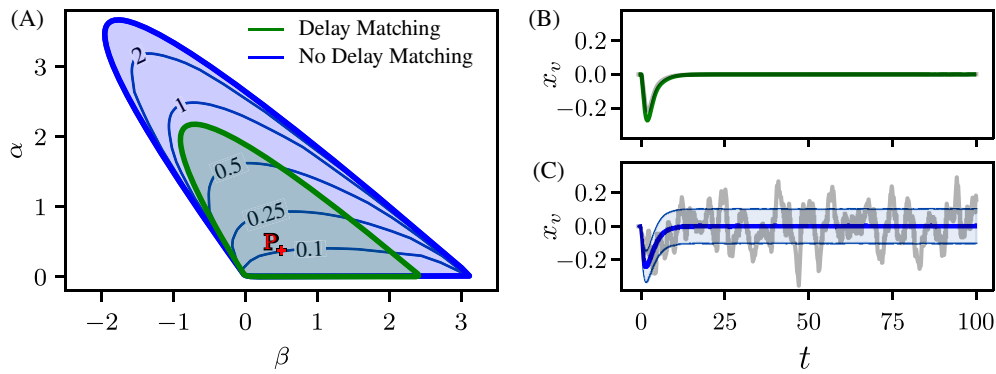 (A)
Delay Matching
No Delay Matching
2
1
0.5
0.25
P
0.1
3
2
1
0
α
−2 −1 0 1 2 3
β
(B)
0.2
0.0
−0.2
x_v
(C)
0.2
0.0
−0.2
x_v
0 25 50 75 100
t